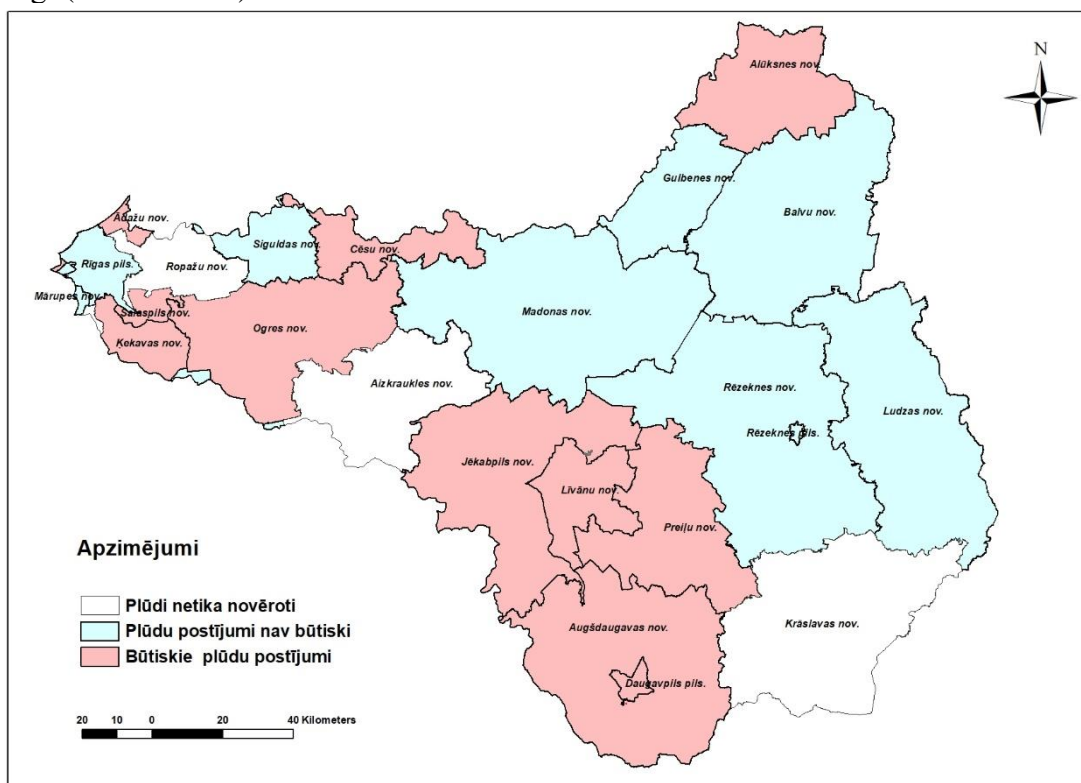 N
Alūksnes nov.
Gulbenes nov.
Balvu nov.
Ādažu nov.
Siguldas nov.
Cēsu nov.
Rīgas pils.
Ropažu nov.
Mārupes nov.
Salaspils nov.
Ogres nov.
Madonas nov.
Ķekavas nov.
Aizkraukles nov.
Rēzeknes nov.
Ludzas nov.
Rēzeknes pils.
Jēkabpils nov.
Līvānu nov.
Preiļu nov.
Apzīmējumi
Plūdi netika novēroti
Plūdu postījumi nav būtiski
Būtiskie plūdu postījumi
Augšdaugavas nov.
Krāslavas nov.
Daugavpils pils.
20 10 0 20 40 Kilometers